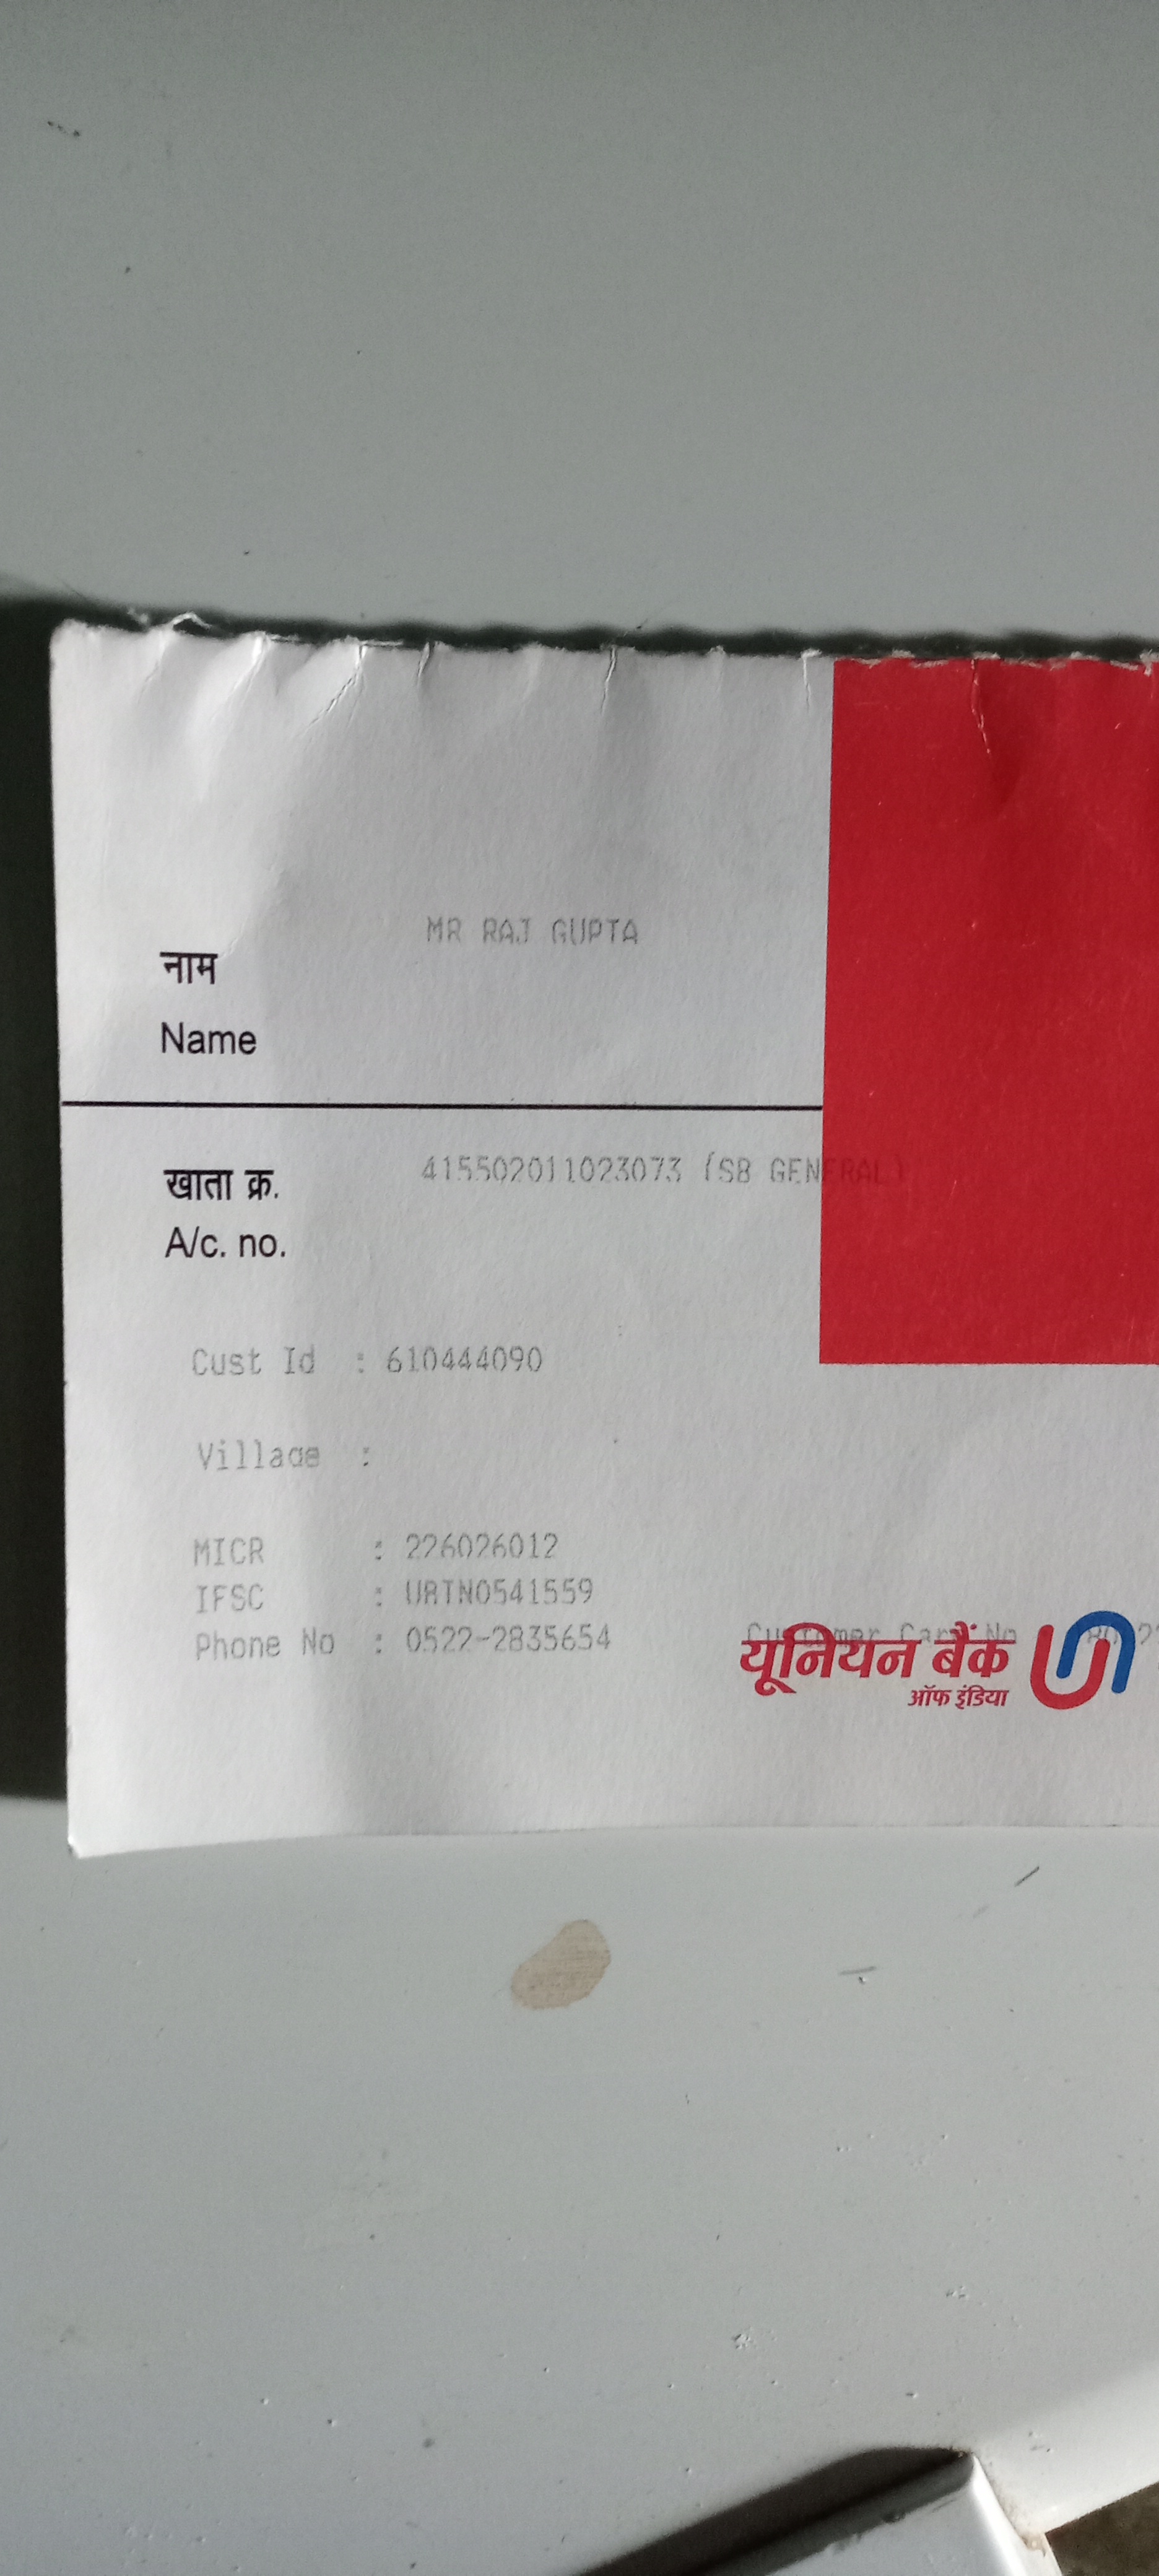 MR RAJ GUPTA
नाम
Name
415502011023073 (SB GENERAL)
खाता क्र.
A/c. no.
Cust Id : 610444090
Village :
MICR : 226026012
IFSC : UBIN0541559
Phone No : 0522-2835654
Customer Care No
यूनियन बैंक
ऑफ इंडिया